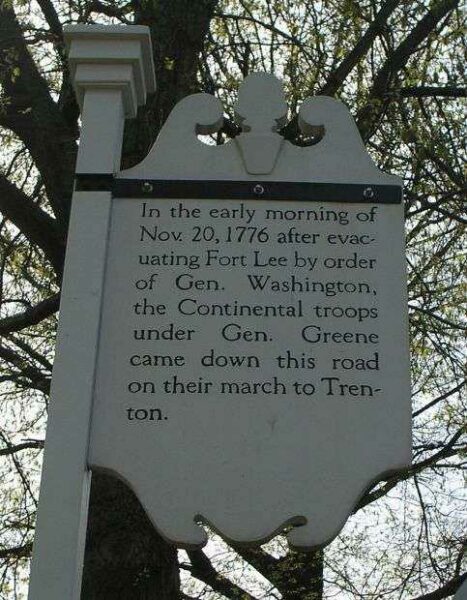 In the early morning of
Nov. 20, 1776 after evac-
uating Fort Lee by order
of Gen. Washington,
the Continental troops
under Gen. Greene
came down this road
on their march to Tren-
ton.